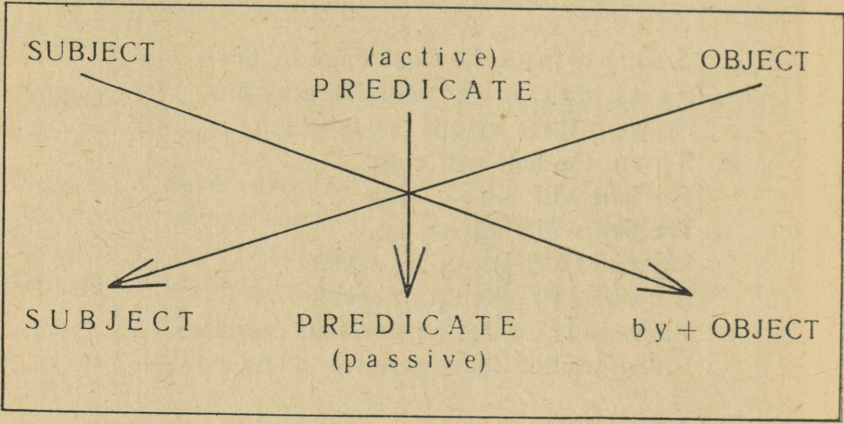 SUBJECT (active) OBJECT
PREDICATE
SUBJECT PREDICATE by + OBJECT
(passive)